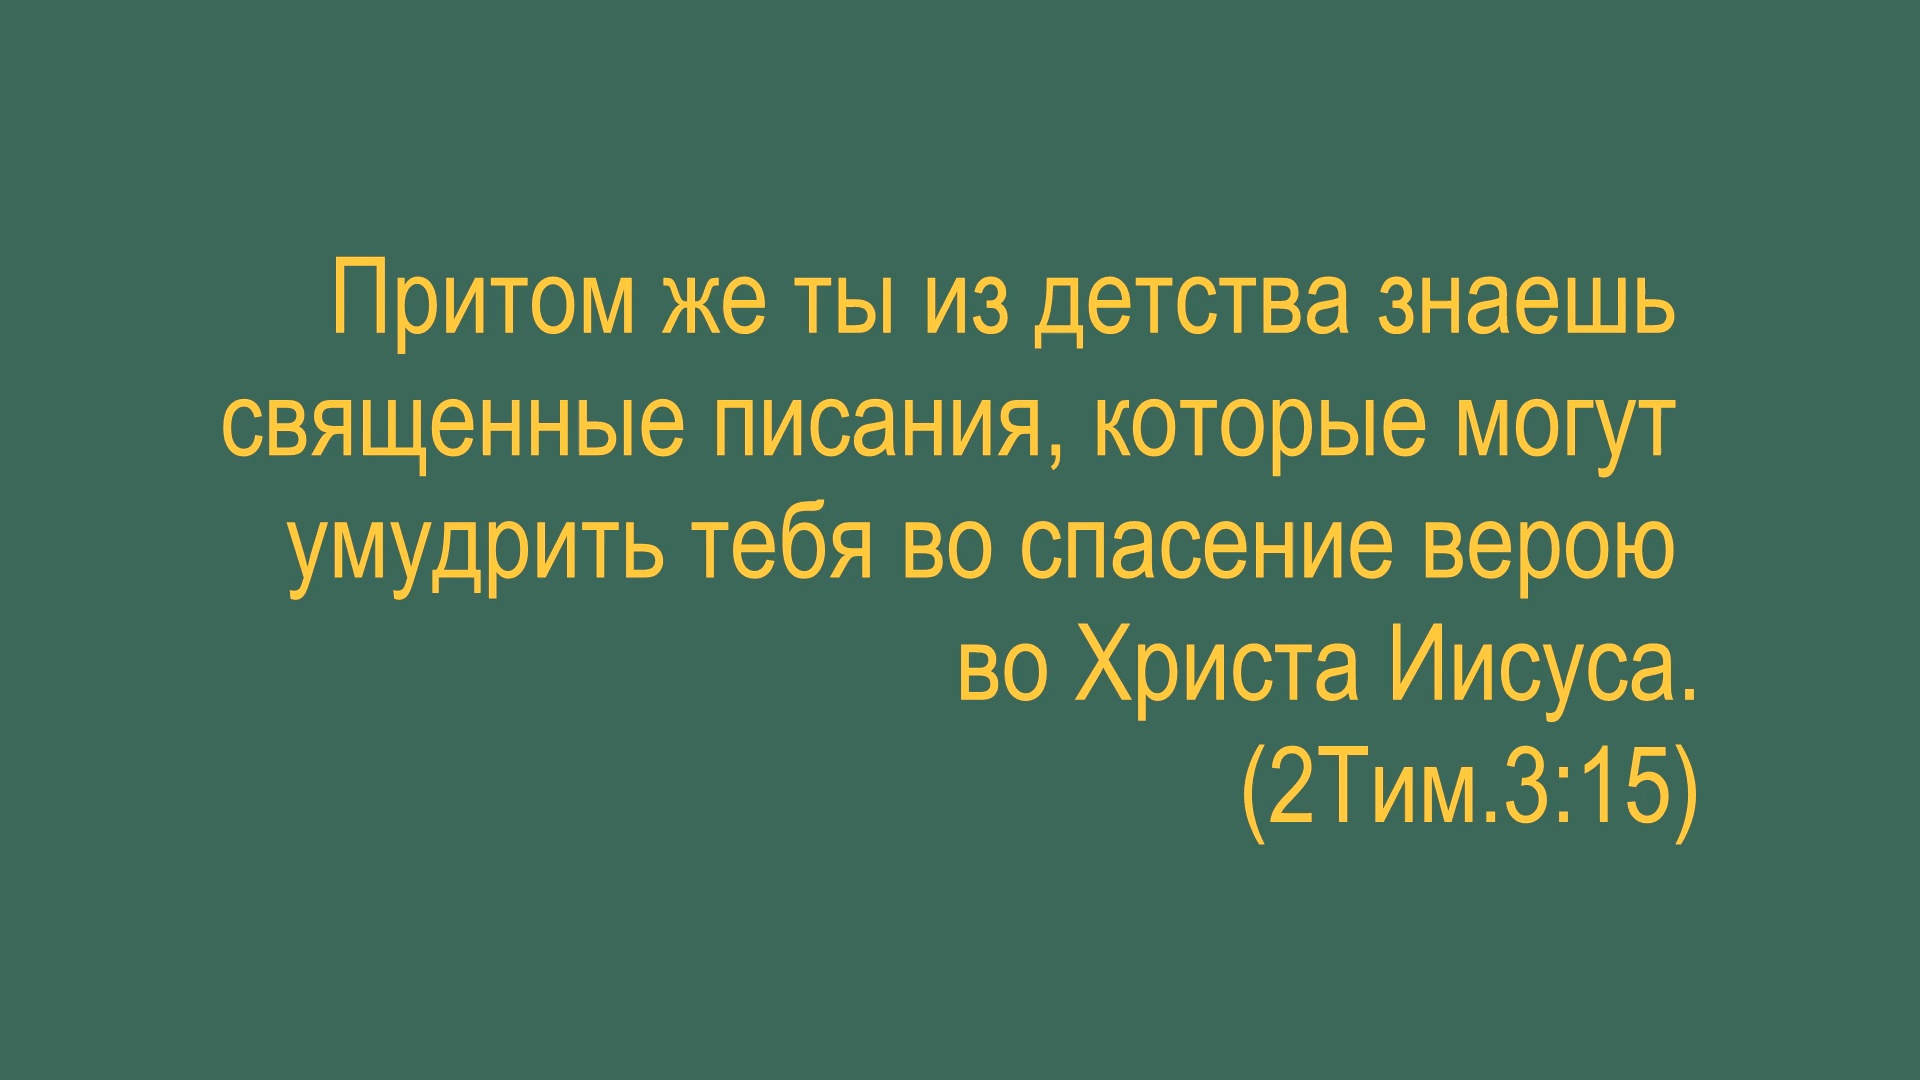 Притом же ты из детства знаешь
священные писания, которые могут
умудрить тебя во спасение верою
во Христа Иисуса.
(2Тим.3:15)